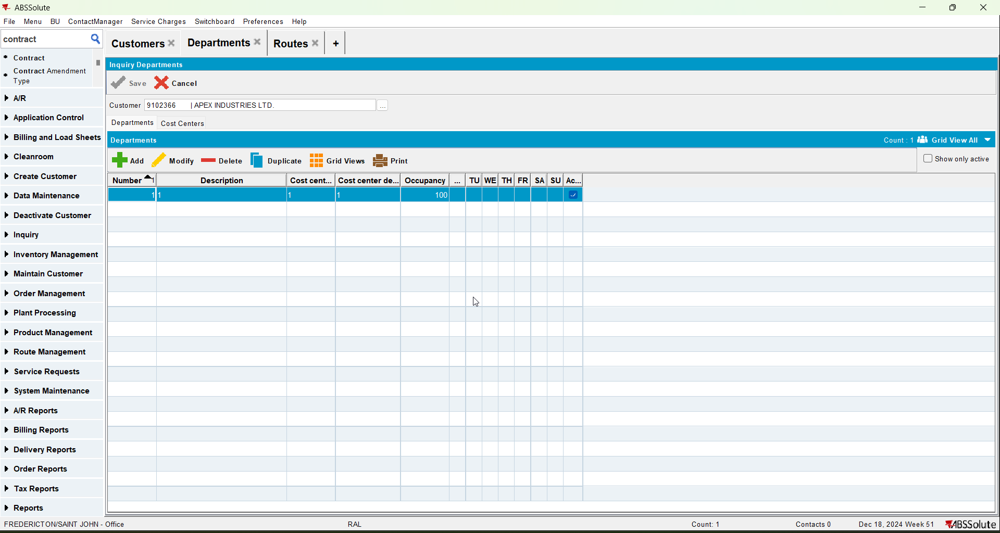 ABSSolute
File Menu BU ContactManager Service Charges Switchboard Preferences Help
contract
Contract
Contract Amendment
Type
A/R
Application Control
Billing and Load Sheets
Cleanroom
Create Customer
Data Maintenance
Deactivate Customer
Inquiry
Inventory Management
Maintain Customer
Order Management
Plant Processing
Product Management
Route Management
Service Requests
System Maintenance
A/R Reports
Billing Reports
Delivery Reports
Order Reports
Tax Reports
Reports
Customers Departments Routes +
Inquiry Departments
Save Cancel
Customer 9102366 | APEX INDUSTRIES LTD. ...
Departments Cost Centers
Departments Count : 1 Grid View All
Add Modify Delete Duplicate Grid Views Print Show only active
Number 1 Description Cost cent... Cost center de... Occupancy ... TU WE TH FR SA SU Ac...
1 1 1 1 100
FREDERICTON/SAINT JOHN - Office RAL Count: 1 Contacts 0 Dec 18, 2024 Week 51 ABSSolute